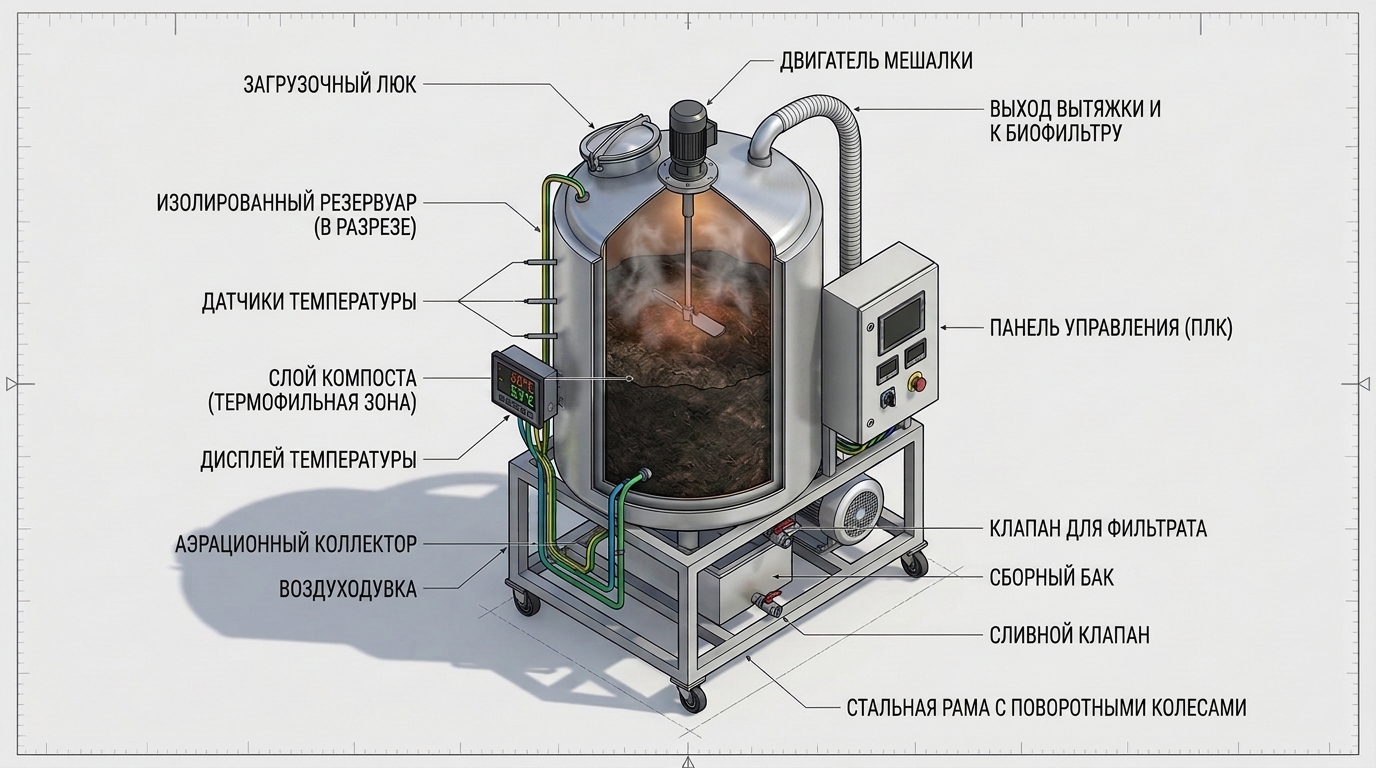 ЗАГРУЗОЧНЫЙ ЛЮК
ИЗОЛИРОВАННЫЙ РЕЗЕРВУАР
(В РАЗРЕЗЕ)
ДАТЧИКИ ТЕМПЕРАТУРЫ
СЛОЙ КОМПОСТА
(ТЕРМОФИЛЬНАЯ ЗОНА)
ДИСПЛЕЙ ТЕМПЕРАТУРЫ
АЭРАЦИОННЫЙ КОЛЛЕКТОР
ВОЗДУХОДУВКА
ДВИГАТЕЛЬ МЕШАЛКИ
ВЫХОД ВЫТЯЖКИ И
К БИОФИЛЬТРУ
ПАНЕЛЬ УПРАВЛЕНИЯ (ПЛК)
КЛАПАН ДЛЯ ФИЛЬТРАТА
СБОРНЫЙ БАК
СЛИВНОЙ КЛАПАН
СТАЛЬНАЯ РАМА С ПОВОРОТНЫМИ КОЛЕСАМИ